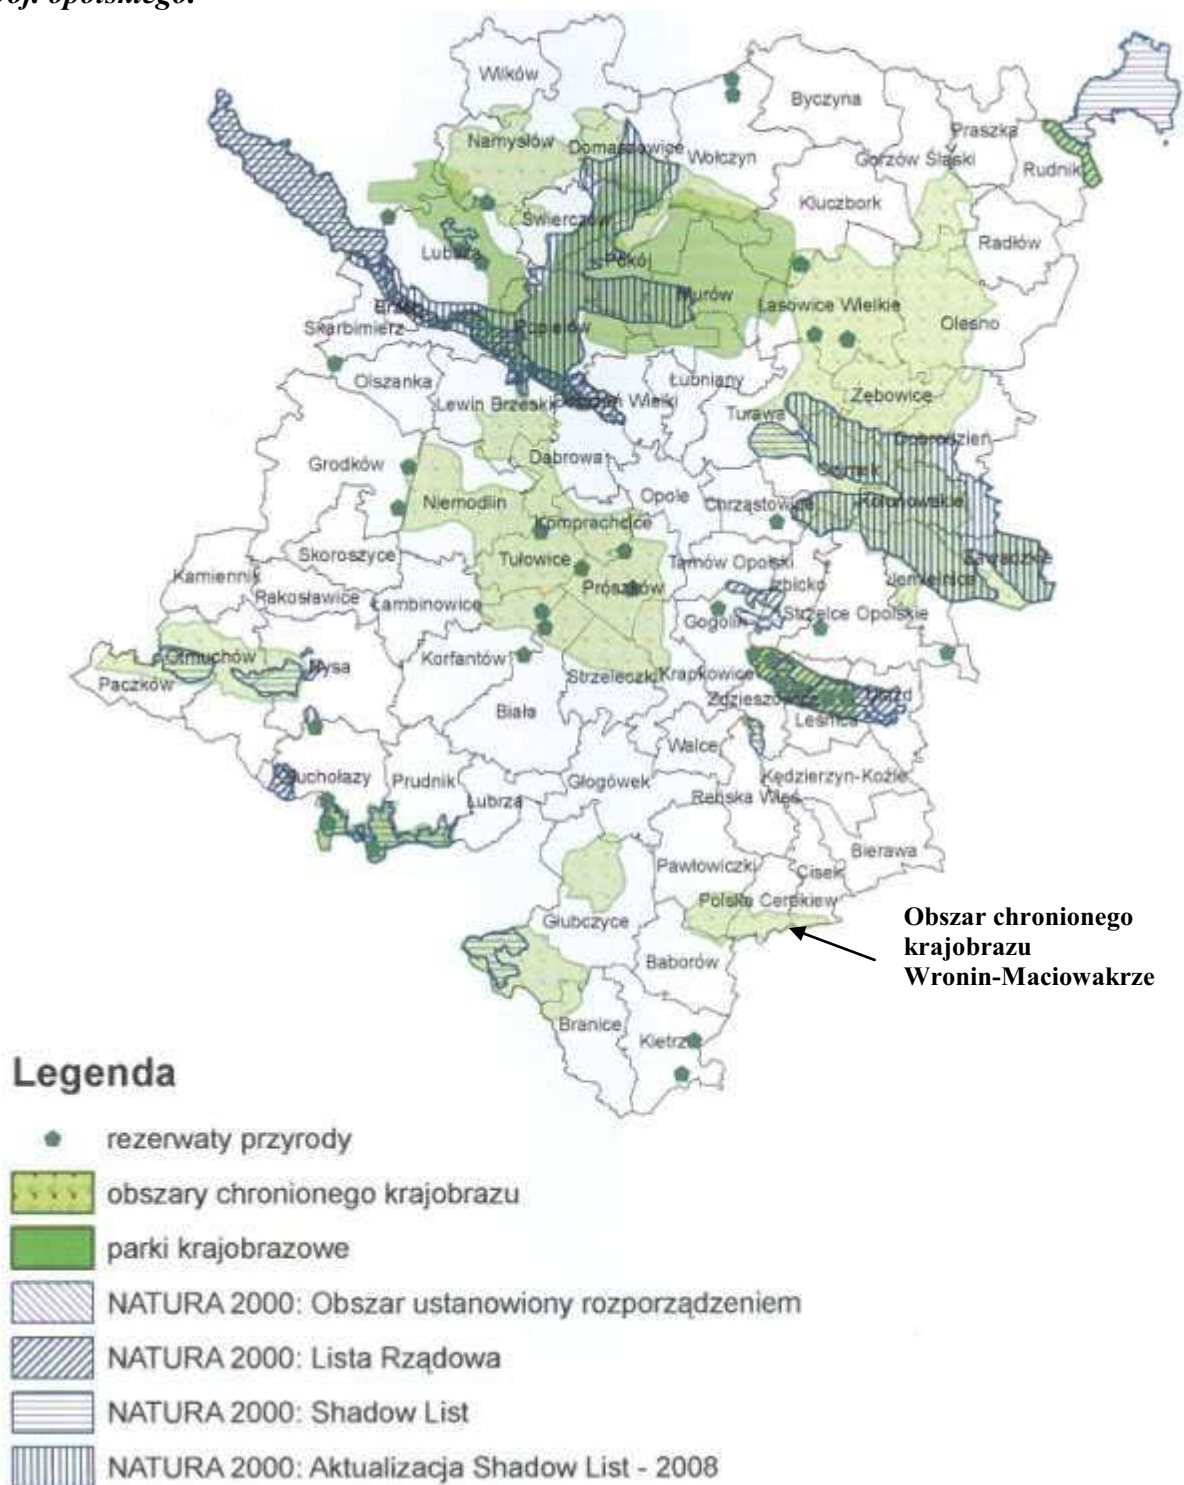 oj. opolskiego.
Wilków
Byczyna
Namysłów
Domaszowice
Wołczyn
Praszka
Gorzów Śląski
Rudnik
Kluczbork
Świerczów
Radłów
Lubsza
Pokój
Murów
Lasowice Wielkie
Skarbimierz
Popielów
Olesno
Olszanka
Łubniany
Zębowice
Lewin Brzeski
Turawa
Dobrodzień
Dąbrowa
Grodków
Niemodlin
Opole
Chrząstowice
Kolonowskie
Komprachcice
Skoroszyce
Tułowice
Tarnów Opolski
Zawadzkie
Kamiennik
Prószków
Izbicko
Jemielnica
Rakosławice
Łambinowice
Gogolin
Strzelce Opolskie
Otmuchów
Nysa
Korfantów
Paczków
Strzeleczki
Krapkowice
Zdzieszowice
Ujazd
Biała
Leśnica
Walce
Głuchołazy
Prudnik
Głogówek
Kędzierzyn-Koźle
Lubrza
Reńska Wieś
Bierawa
Pawłowiczki
Cisek
Polska Cerekiew
Głubczyce
Baborów
Branice
Kietrz
Obszar chronionego
krajobrazu
Wronin-Maciowakrze
Legenda
rezerwaty przyrody
obszary chronionego krajobrazu
parki krajobrazowe
NATURA 2000: Obszar ustanowiony rozporządzeniem
NATURA 2000: Lista Rządowa
NATURA 2000: Shadow List
NATURA 2000: Aktualizacja Shadow List - 2008